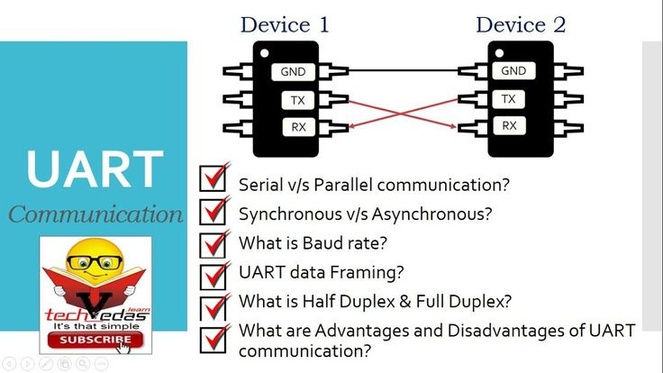 Device 1
Device 2
GND
TX
RX
GND
TX
RX
UART
Communication
Serial v/s Parallel communication?
Synchronous v/s Asynchronous?
What is Baud rate?
UART data Framing?
What is Half Duplex & Full Duplex?
What are Advantages and Disadvantages of UART
communication?
V
techvedas .learn
It's that simple
SUBSCRIBE